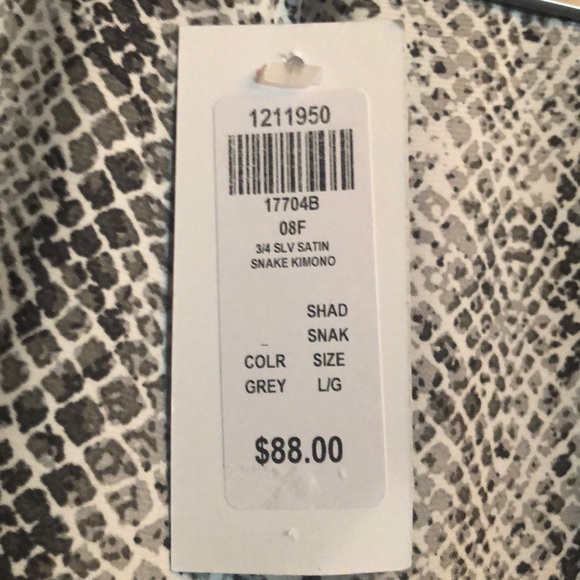 1211950
17704B
08F
3/4 SLV SATIN
SNAKE KIMONO
SHAD
_ SNAK
COLR SIZE
GREY L/G
$88.00